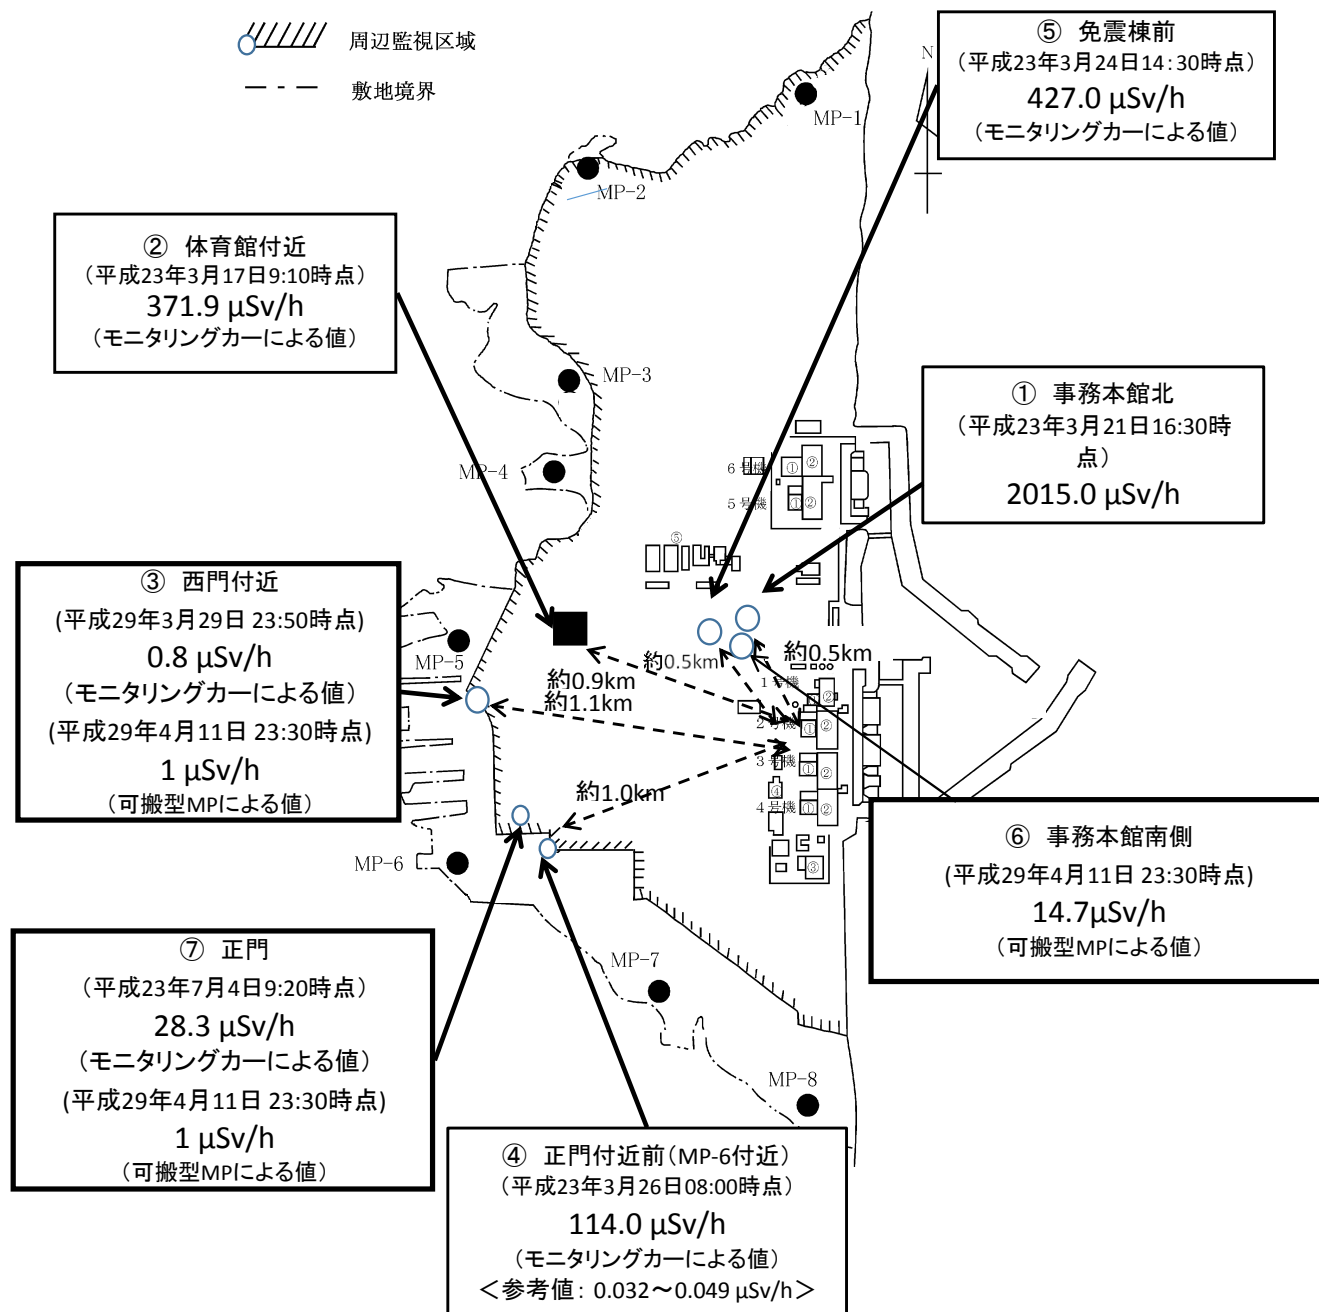 周辺監視区域
敷地境界
⑤ 免震棟前
(平成23年3月24日14:30時点)
427.0 μSv/h
(モニタリングカーによる値)
N
MP-1
MP-2
② 体育館付近
(平成23年3月17日9:10時点)
371.9 μSv/h
(モニタリングカーによる値)
MP-3
① 事務本館北
(平成23年3月21日16:30時
点)
2015.0 μSv/h
MP-4
6号機
① ②
5号機
① ②
⑤
③ 西門付近
(平成29年3月29日 23:50時点)
0.8 μSv/h
(モニタリングカーによる値)
(平成29年4月11日 23:30時点)
1 μSv/h
(可搬型MPによる値)
MP-5
約0.5km
約0.5km
約0.9km
約1.1km
1号機
②
2号機
① ②
3号機
① ②
④
4号機
① ②
③
約1.0km
MP-6
⑥ 事務本館南側
(平成29年4月11日 23:30時点)
14.7μSv/h
(可搬型MPによる値)
⑦ 正門
(平成23年7月4日9:20時点)
28.3 μSv/h
(モニタリングカーによる値)
(平成29年4月11日 23:30時点)
1 μSv/h
(可搬型MPによる値)
MP-7
MP-8
④ 正門付近前(MP-6付近)
(平成23年3月26日08:00時点)
114.0 μSv/h
(モニタリングカーによる値)
<参考値: 0.032~0.049 μSv/h>